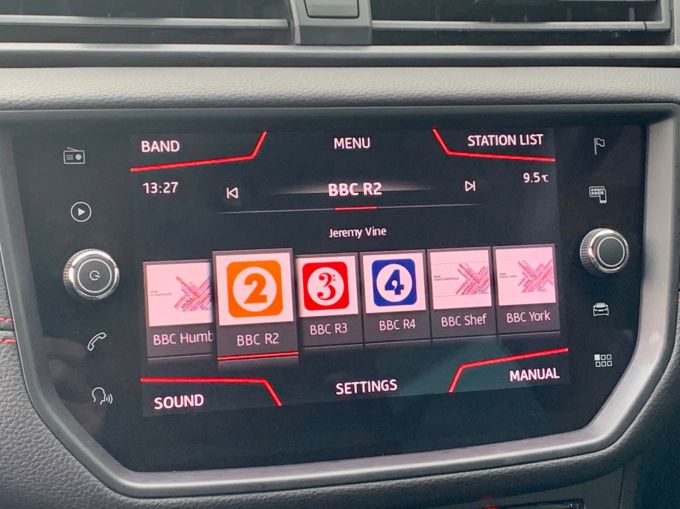 BAND
MENU
STATION LIST
13:27
BBC R2
9.5℃
Jeremy Vine
2
3
4
BBC Humb
BBC R2
BBC R3
BBC R4
BBC Shef
BBC York
SOUND
SETTINGS
MANUAL